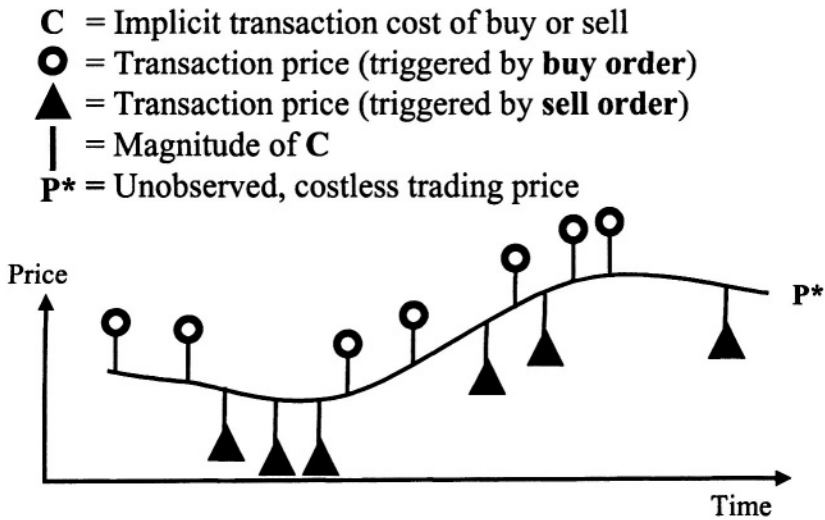 C = Implicit transaction cost of buy or sell
= Transaction price (triggered by buy order)
= Transaction price (triggered by sell order)
= Magnitude of C
P* = Unobserved, costless trading price
Price
P*
Time